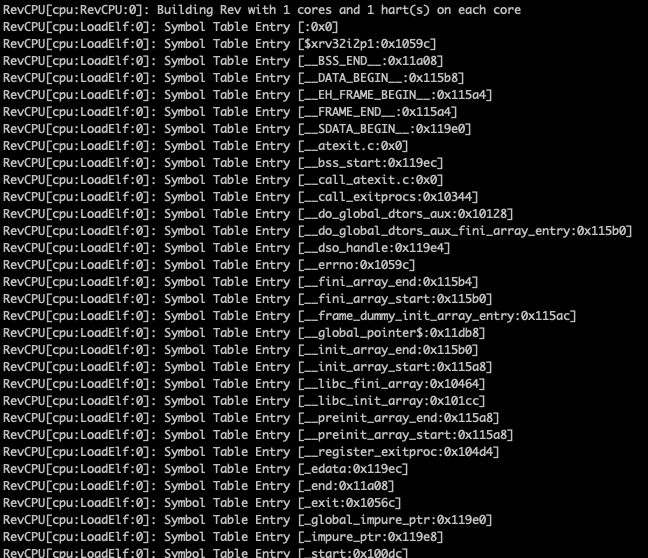 RevCPU[cpu:RevCPU:0]: Building Rev with 1 cores and 1 hart(s) on each core
RevCPU[cpu:LoadElf:0]: Symbol Table Entry [:0x0]
RevCPU[cpu:LoadElf:0]: Symbol Table Entry [$xrv32i2p1:0x1059c]
RevCPU[cpu:LoadElf:0]: Symbol Table Entry [__BSS_END__:0x11a08]
RevCPU[cpu:LoadElf:0]: Symbol Table Entry [__DATA_BEGIN__:0x115b8]
RevCPU[cpu:LoadElf:0]: Symbol Table Entry [__EH_FRAME_BEGIN__:0x115a4]
RevCPU[cpu:LoadElf:0]: Symbol Table Entry [__FRAME_END__:0x115a4]
RevCPU[cpu:LoadElf:0]: Symbol Table Entry [__SDATA_BEGIN__:0x119e0]
RevCPU[cpu:LoadElf:0]: Symbol Table Entry [__atexit.c:0x0]
RevCPU[cpu:LoadElf:0]: Symbol Table Entry [__bss_start:0x119ec]
RevCPU[cpu:LoadElf:0]: Symbol Table Entry [__call_atexit.c:0x0]
RevCPU[cpu:LoadElf:0]: Symbol Table Entry [__call_exitprocs:0x10344]
RevCPU[cpu:LoadElf:0]: Symbol Table Entry [__do_global_dtors_aux:0x10128]
RevCPU[cpu:LoadElf:0]: Symbol Table Entry [__do_global_dtors_aux_fini_array_entry:0x115b0]
RevCPU[cpu:LoadElf:0]: Symbol Table Entry [__dso_handle:0x119e4]
RevCPU[cpu:LoadElf:0]: Symbol Table Entry [__errno:0x1059c]
RevCPU[cpu:LoadElf:0]: Symbol Table Entry [__fini_array_end:0x115b4]
RevCPU[cpu:LoadElf:0]: Symbol Table Entry [__fini_array_start:0x115b0]
RevCPU[cpu:LoadElf:0]: Symbol Table Entry [__frame_dummy_init_array_entry:0x115ac]
RevCPU[cpu:LoadElf:0]: Symbol Table Entry [__global_pointer$:0x11db8]
RevCPU[cpu:LoadElf:0]: Symbol Table Entry [__init_array_end:0x115b0]
RevCPU[cpu:LoadElf:0]: Symbol Table Entry [__init_array_start:0x115a8]
RevCPU[cpu:LoadElf:0]: Symbol Table Entry [__libc_fini_array:0x10464]
RevCPU[cpu:LoadElf:0]: Symbol Table Entry [__libc_init_array:0x101cc]
RevCPU[cpu:LoadElf:0]: Symbol Table Entry [__preinit_array_end:0x115a8]
RevCPU[cpu:LoadElf:0]: Symbol Table Entry [__preinit_array_start:0x115a8]
RevCPU[cpu:LoadElf:0]: Symbol Table Entry [__register_exitproc:0x104d4]
RevCPU[cpu:LoadElf:0]: Symbol Table Entry [_edata:0x119ec]
RevCPU[cpu:LoadElf:0]: Symbol Table Entry [_end:0x11a08]
RevCPU[cpu:LoadElf:0]: Symbol Table Entry [_exit:0x1056c]
RevCPU[cpu:LoadElf:0]: Symbol Table Entry [_global_impure_ptr:0x119e0]
RevCPU[cpu:LoadElf:0]: Symbol Table Entry [_impure_ptr:0x119e8]
RevCPU[cpu:LoadElf:0]: Symbol Table Entry [_start:0x100dc]